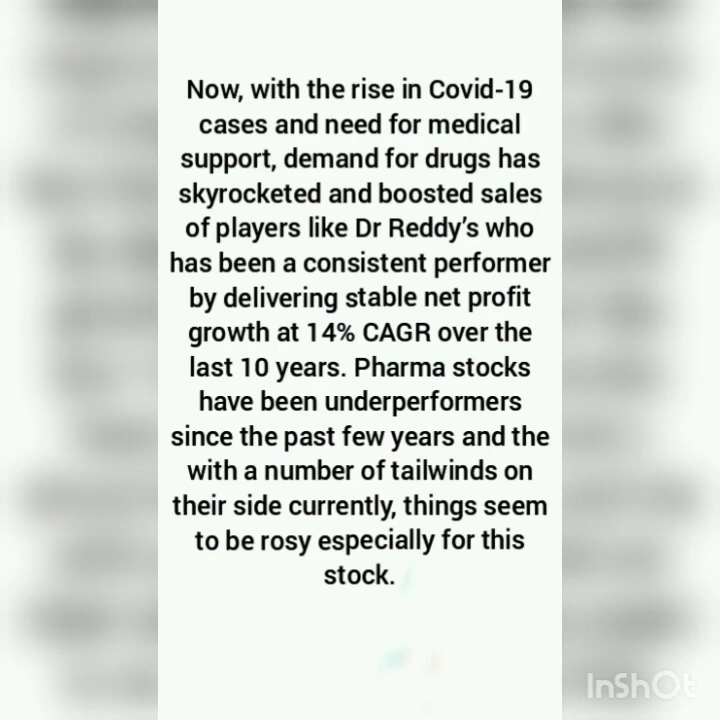 Now, with the rise in Covid-19
cases and need for medical
support, demand for drugs has
skyrocketed and boosted sales
of players like Dr Reddy's who
has been a consistent performer
by delivering stable net profit
growth at 14% CAGR over the
last 10 years. Pharma stocks
have been underperformers
since the past few years and the
with a number of tailwinds on
their side currently, things seem
to be rosy especially for this
stock.
InShOt